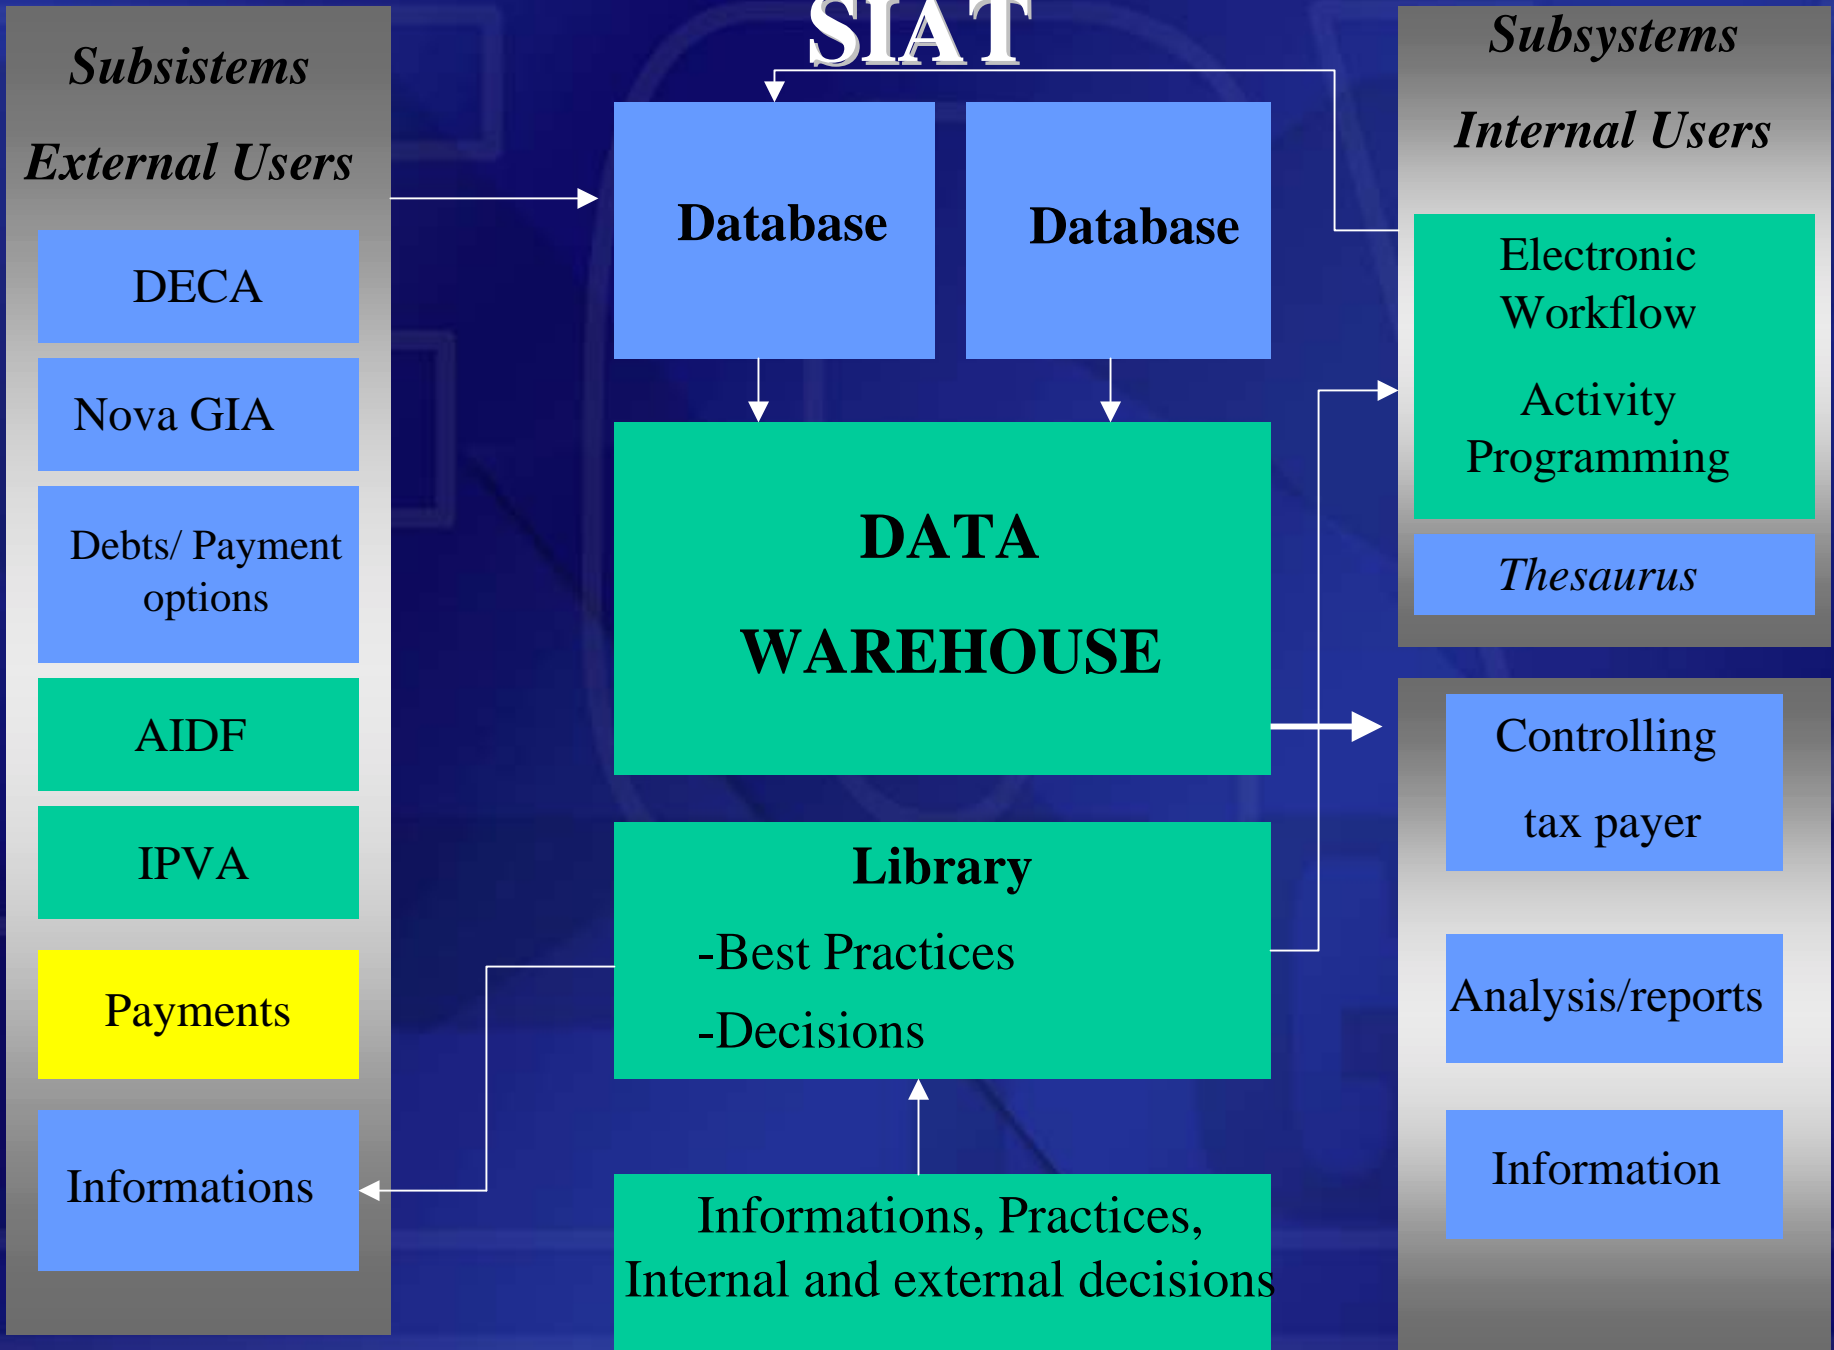 SIAT
Subsistems
External Users
DECA
Nova GIA
Debts/ Payment
options
AIDF
IPVA
Payments
Informations
Database
Database
DATA
WAREHOUSE
Library
-Best Practices
-Decisions
Informations, Practices,
Internal and external decisions
Subsystems
Internal Users
Electronic
Workflow
Activity
Programming
Thesaurus
Controlling
tax payer
Analysis/reports
Information